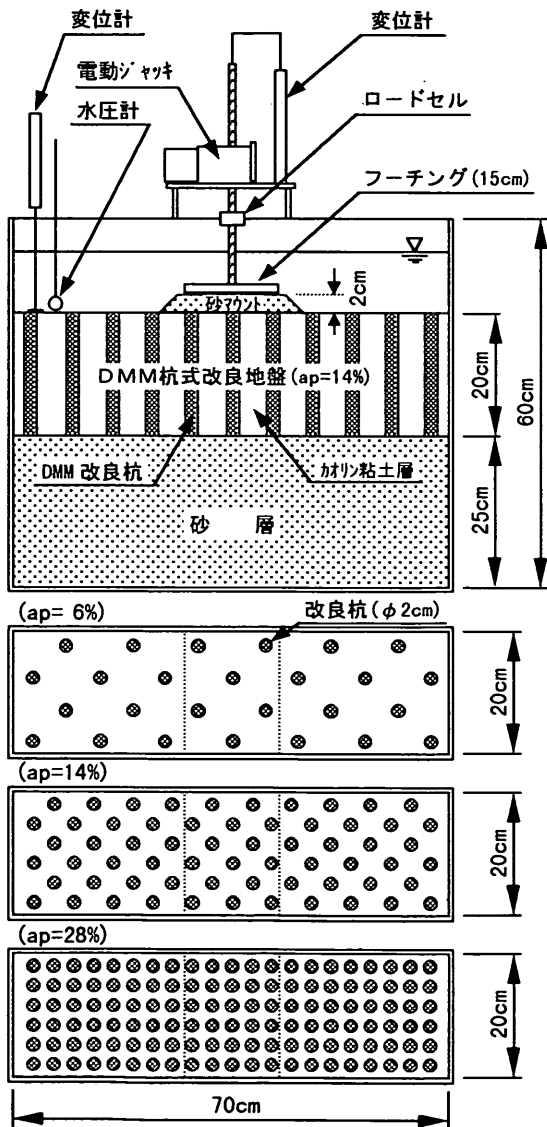 変位計
変位計
電動ジャッキ
水圧計
ロードセル
フーチング(15cm)
2cm
砂マウント
DMM杭式改良地盤(ap=14%)
20cm
60cm
DMM 改良杭
カオリン粘土層
砂 層
25cm
(ap= 6%)
改良杭(φ2cm)
20cm
(ap=14%)
20cm
(ap=28%)
20cm
70cm